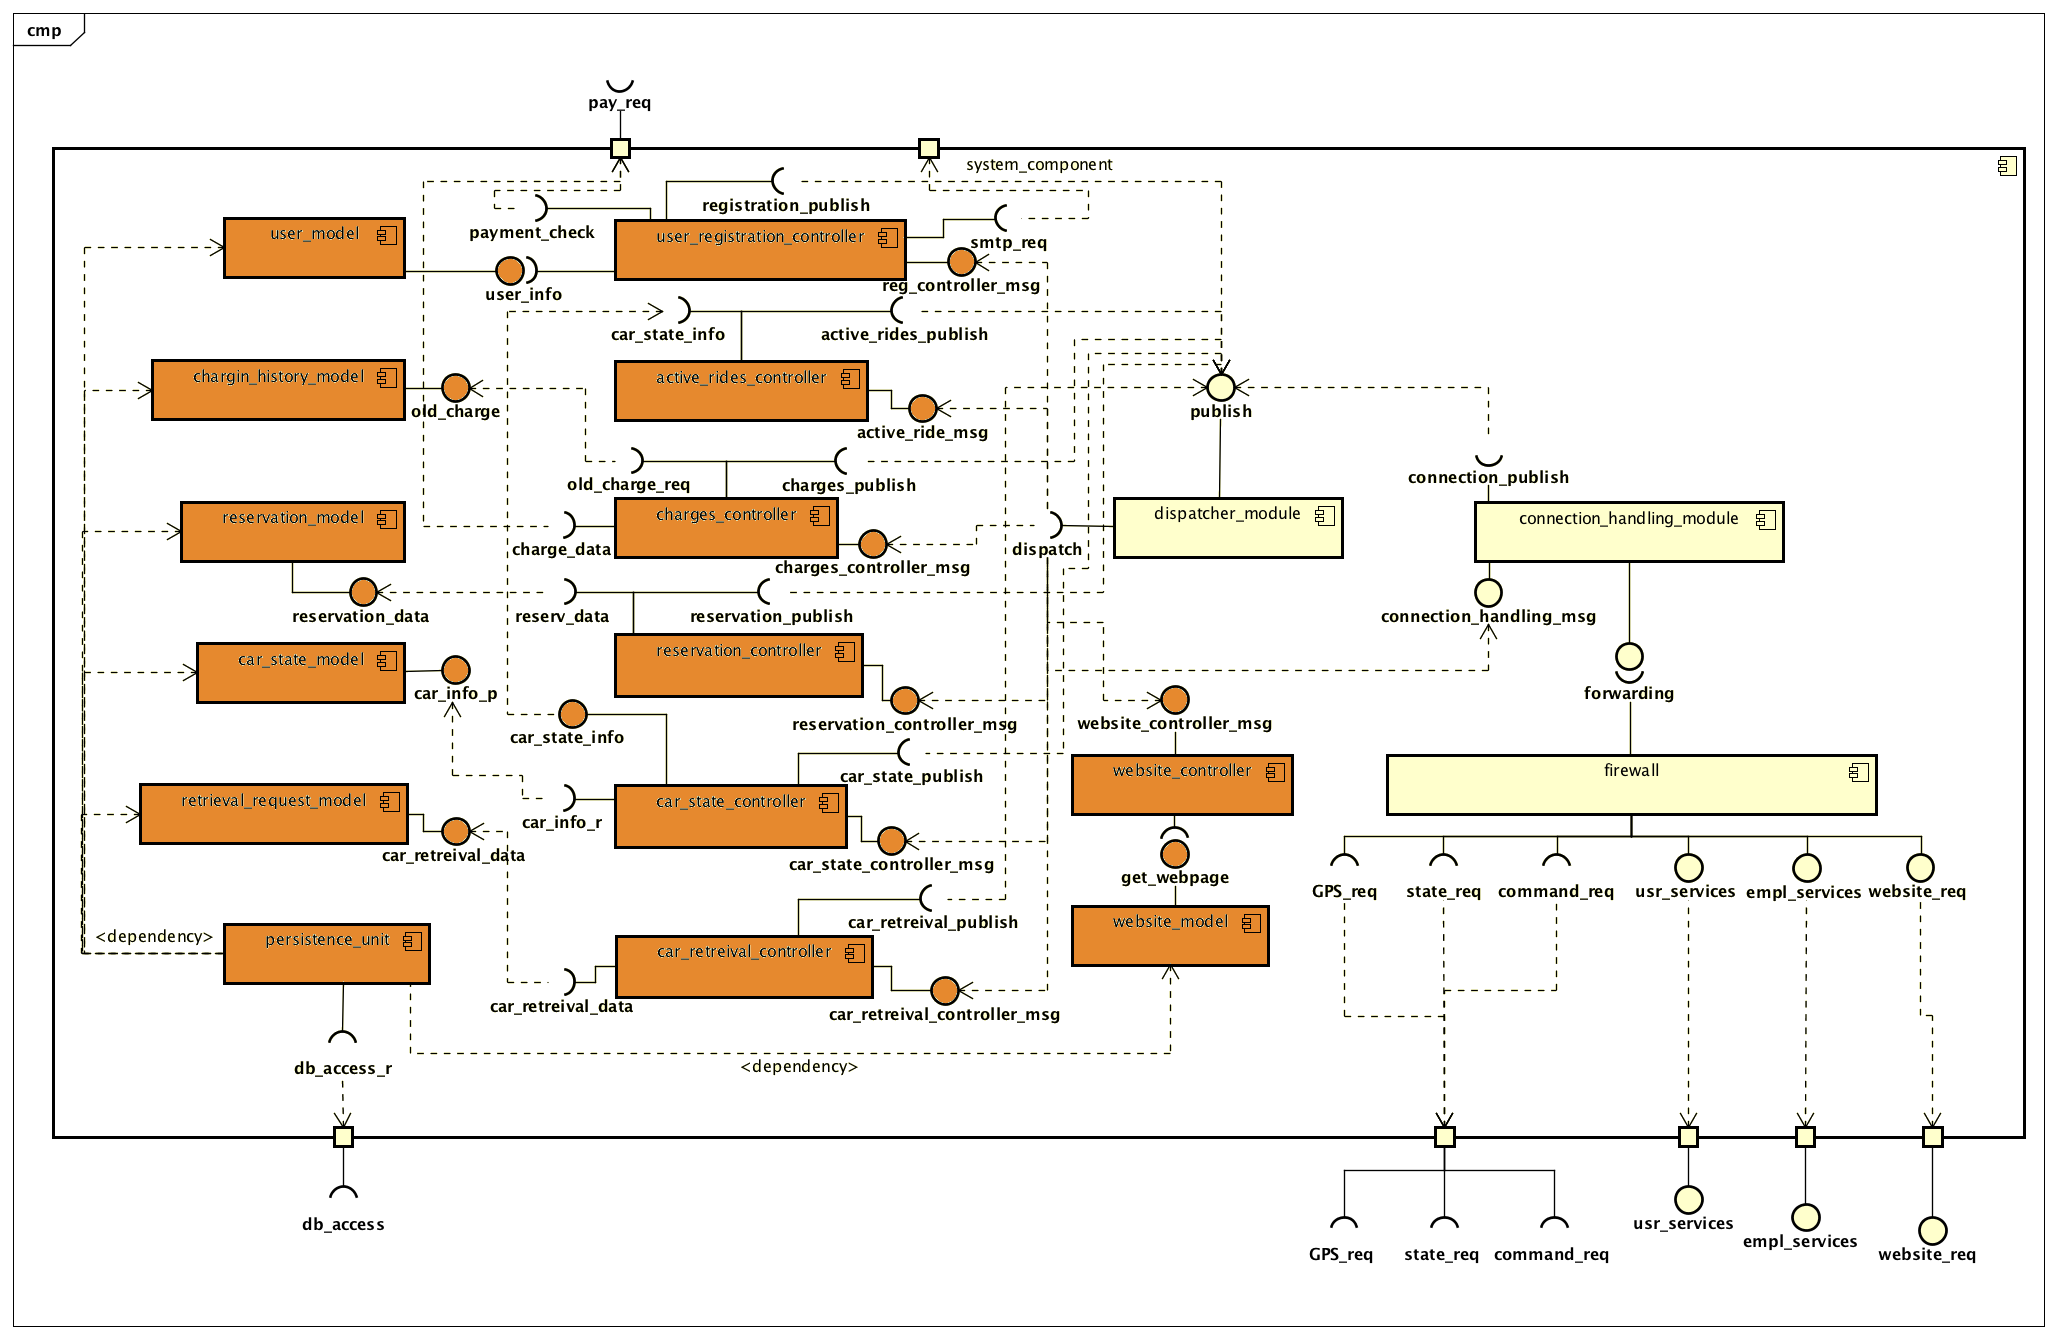 cmp
pay_req
system_component
registration_publish
payment_check
user_model
user_registration_controller
smtp_req
user_info
reg_controller_msg
car_state_info
active_rides_publish
chargin_history_model
active_rides_controller
old_charge
publish
active_ride_msg
connection_publish
old_charge_req
charges_publish
reservation_model
charges_controller
dispatcher_module
connection_handling_module
charge_data
dispatch
charges_controller_msg
reservation_data
reserv_data
reservation_publish
connection_handling_msg
car_state_model
reservation_controller
car_info_p
forwarding
reservation_controller_msg
website_controller_msg
car_state_info
car_state_publish
website_controller
firewall
retrieval_request_model
car_state_controller
car_info_r
car_retreival_data
car_state_controller_msg
get_webpage
GPS_req
state_req
command_req
usr_services
empl_services
website_req
car_retreival_publish
website_model
<dependency>
persistence_unit
car_retreival_controller
car_retreival_data
car_retreival_controller_msg
db_access_r
<dependency>
db_access
usr_services
empl_services
GPS_req
state_req
command_req
website_req